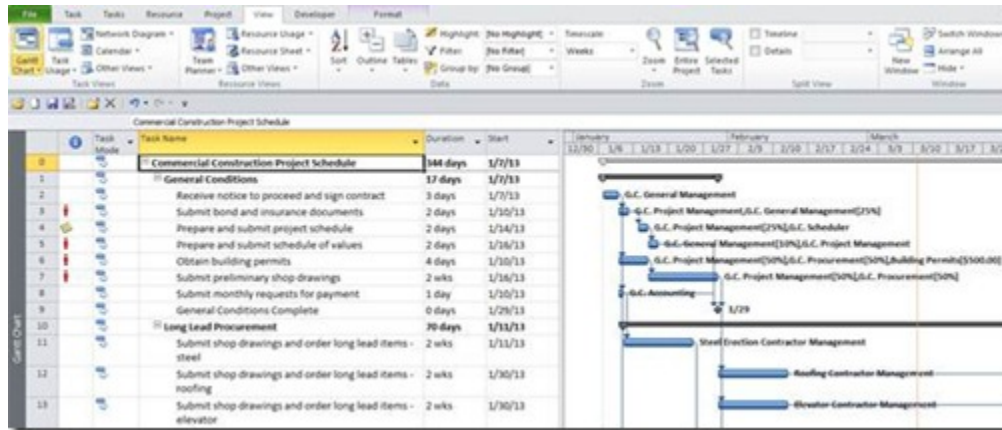 File Task Tasks Resource Project View Developer Format
Network Diagram Resource Usage Highlight: [No Highlight] Timescale: Timeline Switch Windows
Calendar Resource Sheet Filter: [No Filter] Weeks Details Arrange All
Gantt Chart Task Usage Other Views Team Planner Other Views Sort Outline Tables Group by: [No Group] Zoom Entire Project Selected Tasks New Window Hide
Task Views Resource Views Data Zoom Split View Window
Commercial Construction Project Schedule
Task Mode Task Name Duration Start January February March
12/30 1/6 1/13 1/20 1/27 2/3 2/10 2/17 2/24 3/3 3/10 3/17
0 Commercial Construction Project Schedule 344 days 1/7/13
1 General Conditions 17 days 1/7/13
2 Receive notice to proceed and sign contract 3 days 1/7/13 G.C. General Management
3 Submit bond and insurance documents 2 days 1/10/13 G.C. Project Management,G.C. General Management[25%]
4 Prepare and submit project schedule 2 days 1/14/13 G.C. Project Management[25%],G.C. Scheduler
5 Prepare and submit schedule of values 2 days 1/16/13 G.C. General Management[10%],G.C. Project Management
6 Obtain building permits 4 days 1/10/13 G.C. Project Management[50%],G.C. Procurement[50%],Building Permits[$500.00]
7 Submit preliminary shop drawings 2 wks 1/16/13 G.C. Project Management[50%],G.C. Procurement[50%]
8 Submit monthly requests for payment 1 day 1/10/13 G.C. Accounting
9 General Conditions Complete 0 days 1/29/13 1/29
10 Long Lead Procurement 70 days 1/11/13
11 Submit shop drawings and order long lead items - steel 2 wks 1/11/13 Steel Erection Contractor Management
12 Submit shop drawings and order long lead items - roofing 2 wks 1/30/13 Roofing Contractor Management
13 Submit shop drawings and order long lead items - elevator 2 wks 1/30/13 Elevator Contractor Management
Gantt Chart